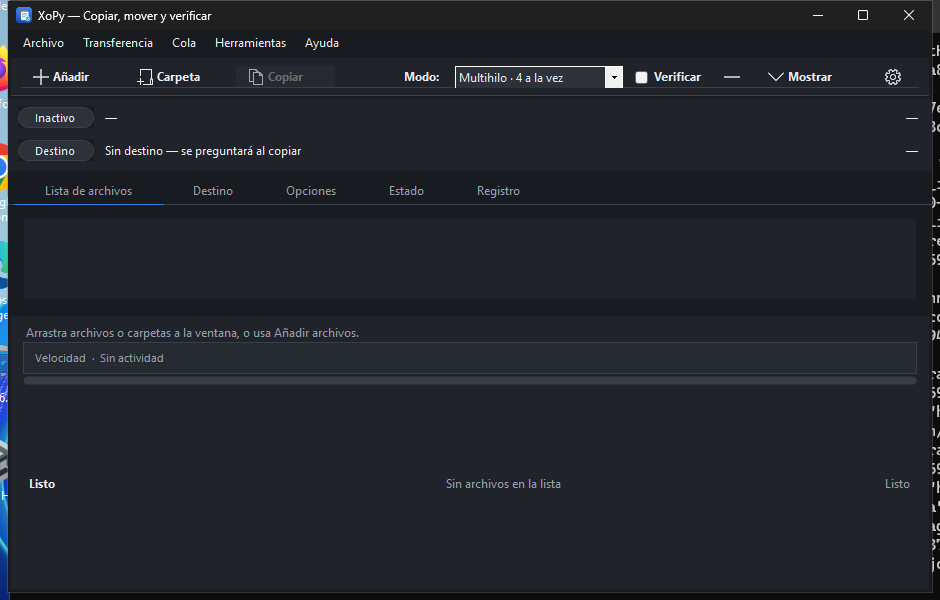 XoPy — Copiar, mover y verificar
Archivo Transferencia Cola Herramientas Ayuda
Añadir Carpeta Copiar Modo: Multihilo · 4 a la vez Verificar — Mostrar
Inactivo — —
Destino Sin destino — se preguntará al copiar —
Lista de archivos Destino Opciones Estado Registro
Arrastra archivos o carpetas a la ventana, o usa Añadir archivos.
Velocidad · Sin actividad
Listo Sin archivos en la lista Listo